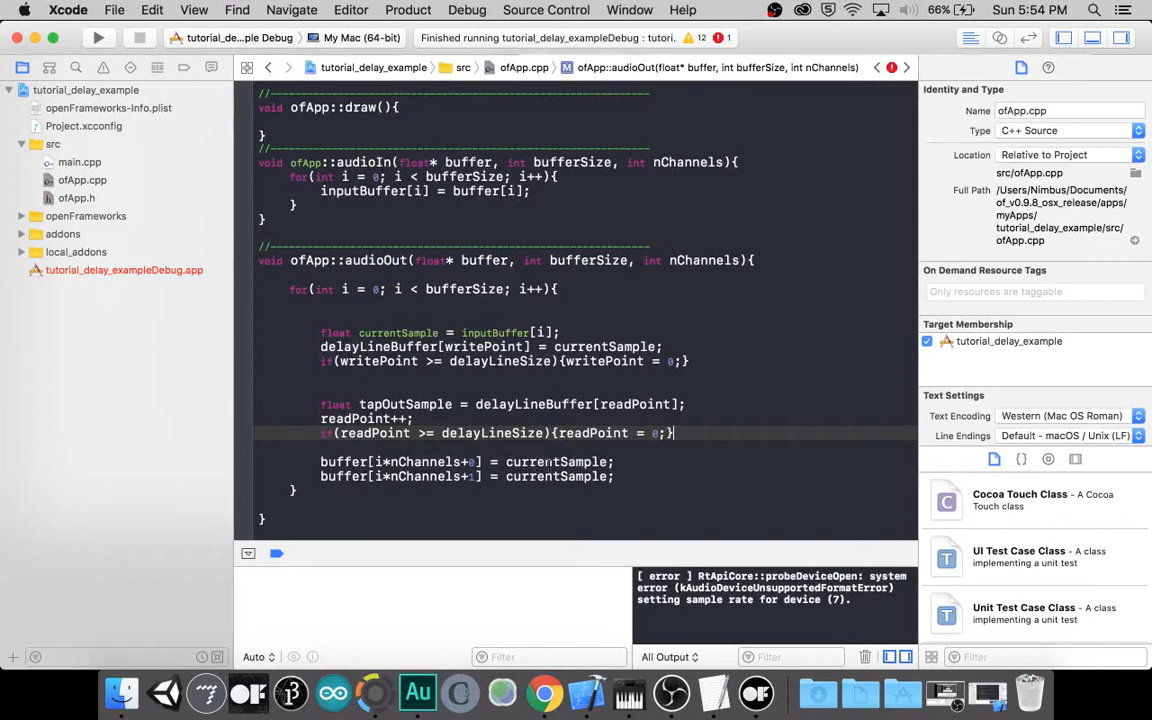 Xcode File Edit View Find Navigate Editor Product Debug Source Control Window Help 66% Sun 5:54 PM
tutorial_de...ple Debug My Mac (64-bit) Finished running tutorial_delay_exampleDebug : tutori. 12 1
tutorial_delay_example src ofApp.cpp M ofApp::audioOut(float* buffer, int bufferSize, int nChannels)
tutorial_delay_example
openFrameworks-Info.plist
Project.xcconfig
src
main.cpp
ofApp.cpp
ofApp.h
openFrameworks
addons
local_addons
tutorial_delay_exampleDebug.app
//--------------------------------------------------------------
void ofApp::draw(){
}
//--------------------------------------------------------------
void ofApp::audioIn(float* buffer, int bufferSize, int nChannels){
for(int i = 0; i < bufferSize; i++){
inputBuffer[i] = buffer[i];
}
}
//--------------------------------------------------------------
void ofApp::audioOut(float* buffer, int bufferSize, int nChannels){
for(int i = 0; i < bufferSize; i++){
float currentSample = inputBuffer[i];
delayLineBuffer[writePoint] = currentSample;
if(writePoint >= delayLineSize){writePoint = 0;}
float tapOutSample = delayLineBuffer[readPoint];
readPoint++;
if(readPoint >= delayLineSize){readPoint = 0;}
buffer[i*nChannels+0] = currentSample;
buffer[i*nChannels+1] = currentSample;
}
}
Identity and Type
Name ofApp.cpp
Type C++ Source
Location Relative to Project
src/ofApp.cpp
Full Path /Users/Nimbus/Documents/
of_v0.9.8_osx_release/apps/
myApps/
tutorial_delay_example/src/
ofApp.cpp
On Demand Resource Tags
Only resources are taggable
Target Membership
tutorial_delay_example
Text Settings
Text Encoding Western (Mac OS Roman)
Line Endings Default - macOS / Unix (LF)
C Cocoa Touch Class - A Cocoa
Touch class
T UI Test Case Class - A class
implementing a unit test
T Unit Test Case Class - A class
implementing a unit test
[ error ] RtApiCore::probeDeviceOpen: system
error (kAudioDeviceUnsupportedFormatError)
setting sample rate for device (7).
Auto Filter All Output Filter Filter
OF Au OF